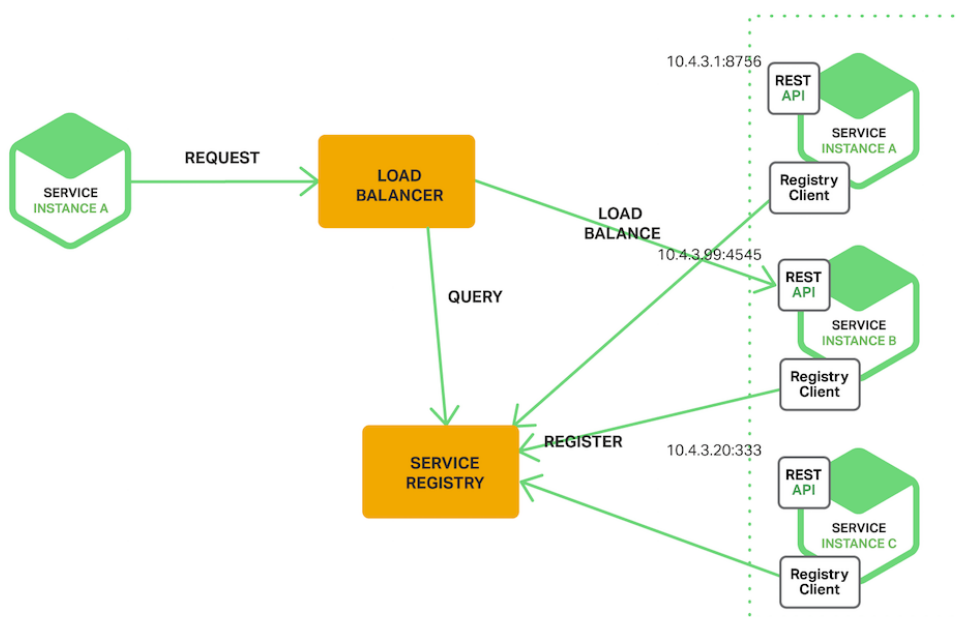 SERVICE
INSTANCE A
REQUEST
LOAD
BALANCER
QUERY
SERVICE
REGISTRY
LOAD
BALANCE
REGISTER
10.4.3.1:8756
REST
API
SERVICE
INSTANCE A
Registry
Client
10.4.3.99:4545
REST
API
SERVICE
INSTANCE B
Registry
Client
10.4.3.20:333
REST
API
SERVICE
INSTANCE C
Registry
Client